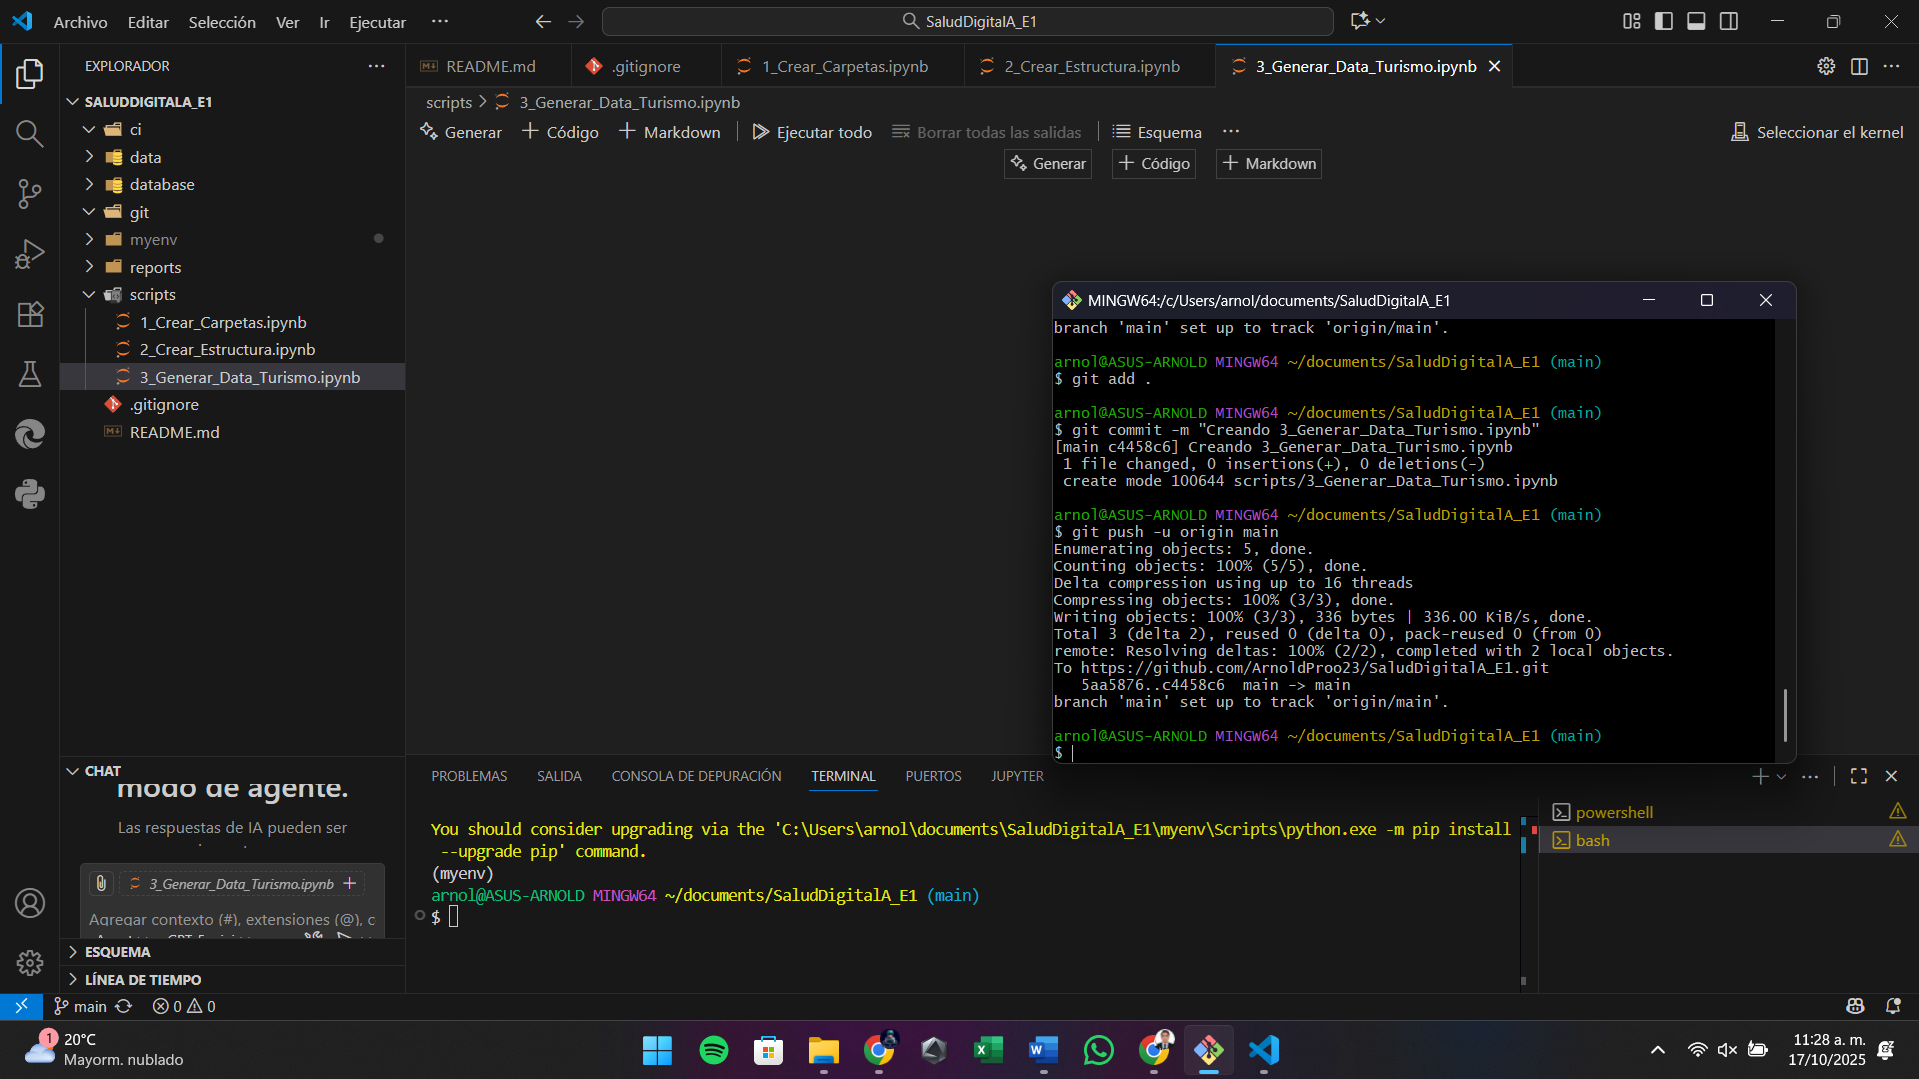 Archivo Editar Selección Ver Ir Ejecutar ··· SaludDigitalA_E1
EXPLORADOR ···
SALUDDIGITALA_E1
ci
data
database
git
myenv
reports
scripts
1_Crear_Carpetas.ipynb
2_Crear_Estructura.ipynb
3_Generar_Data_Turismo.ipynb
.gitignore
README.md
README.md .gitignore 1_Crear_Carpetas.ipynb 2_Crear_Estructura.ipynb 3_Generar_Data_Turismo.ipynb
scripts > 3_Generar_Data_Turismo.ipynb
Generar + Código + Markdown Ejecutar todo Borrar todas las salidas Esquema ··· Seleccionar el kernel
Generar + Código + Markdown
MINGW64:/c/Users/arnol/documents/SaludDigitalA_E1
branch 'main' set up to track 'origin/main'.
arnol@ASUS-ARNOLD MINGW64 ~/documents/SaludDigitalA_E1 (main)
$ git add .
arnol@ASUS-ARNOLD MINGW64 ~/documents/SaludDigitalA_E1 (main)
$ git commit -m "Creando 3_Generar_Data_Turismo.ipynb"
[main c4458c6] Creando 3_Generar_Data_Turismo.ipynb
1 file changed, 0 insertions(+), 0 deletions(-)
create mode 100644 scripts/3_Generar_Data_Turismo.ipynb
arnol@ASUS-ARNOLD MINGW64 ~/documents/SaludDigitalA_E1 (main)
$ git push -u origin main
Enumerating objects: 5, done.
Counting objects: 100% (5/5), done.
Delta compression using up to 16 threads
Compressing objects: 100% (3/3), done.
Writing objects: 100% (3/3), 336 bytes | 336.00 KiB/s, done.
Total 3 (delta 2), reused 0 (delta 0), pack-reused 0 (from 0)
remote: Resolving deltas: 100% (2/2), completed with 2 local objects.
To https://github.com/ArnoldProo23/SaludDigitalA_E1.git
5aa5876..c4458c6 main -> main
branch 'main' set up to track 'origin/main'.
arnol@ASUS-ARNOLD MINGW64 ~/documents/SaludDigitalA_E1 (main)
$
CHAT
modo de agente.
Las respuestas de IA pueden ser
3_Generar_Data_Turismo.ipynb +
Agregar contexto (#), extensiones (@), c
ESQUEMA
LÍNEA DE TIEMPO
PROBLEMAS SALIDA CONSOLA DE DEPURACIÓN TERMINAL PUERTOS JUPYTER
You should consider upgrading via the 'C:\Users\arnol\documents\SaludDigitalA_E1\myenv\Scripts\python.exe -m pip install
--upgrade pip' command.
(myenv)
arnol@ASUS-ARNOLD MINGW64 ~/documents/SaludDigitalA_E1 (main)
$
powershell
bash
main 0 0
1
20°C
Mayorm. nublado
11:28 a. m.
17/10/2025